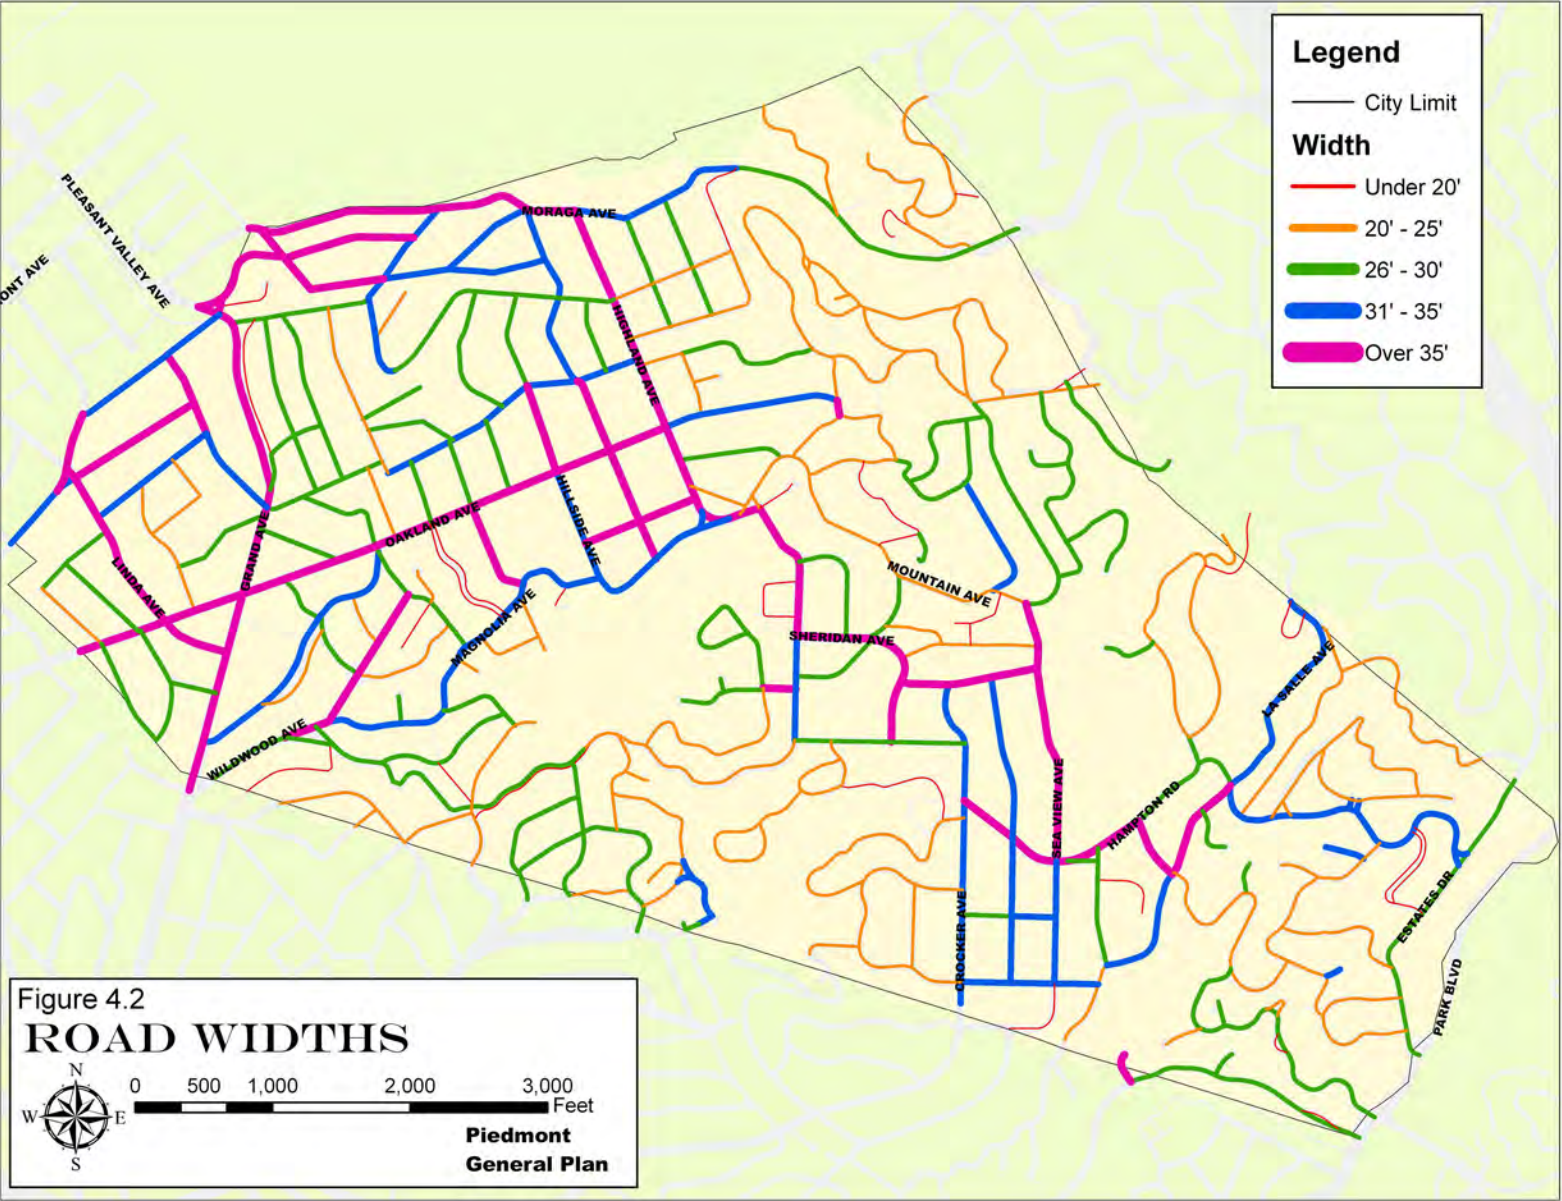 Legend
City Limit
Width
Under 20'
20' - 25'
26' - 30'
31' - 35'
Over 35'
PLEASANT VALLEY AVE
ONT AVE
MORAGA AVE
HIGHLAND AVE
OAKLAND AVE
HILLSIDE AVE
GRAND AVE
LINDA AVE
MAGNOLIA AVE
MOUNTAIN AVE
SHERIDAN AVE
WILDWOOD AVE
LA SALLE AVE
SEA VIEW AVE
HAMPTON RD
CROCKER AVE
ESTATES DR
PARK BLVD
Figure 4.2
ROAD WIDTHS
N
W E
S
0 500 1,000 2,000 3,000
Feet
Piedmont
General Plan